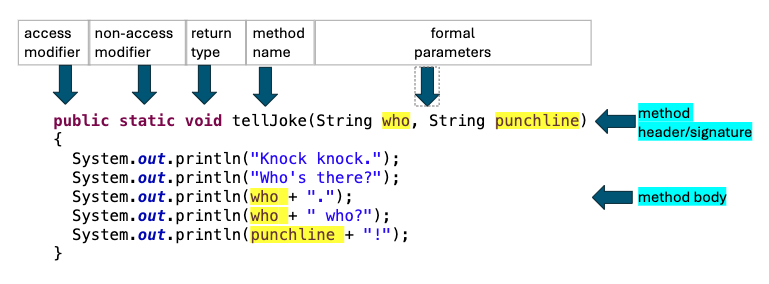 access modifier
non-access modifier
return type
method name
formal parameters
public static void tellJoke(String who, String punchline)
method header/signature
{
System.out.println("Knock knock.");
System.out.println("Who's there?");
System.out.println(who + ".");
method body
System.out.println(who + " who?");
System.out.println(punchline + "!");
}